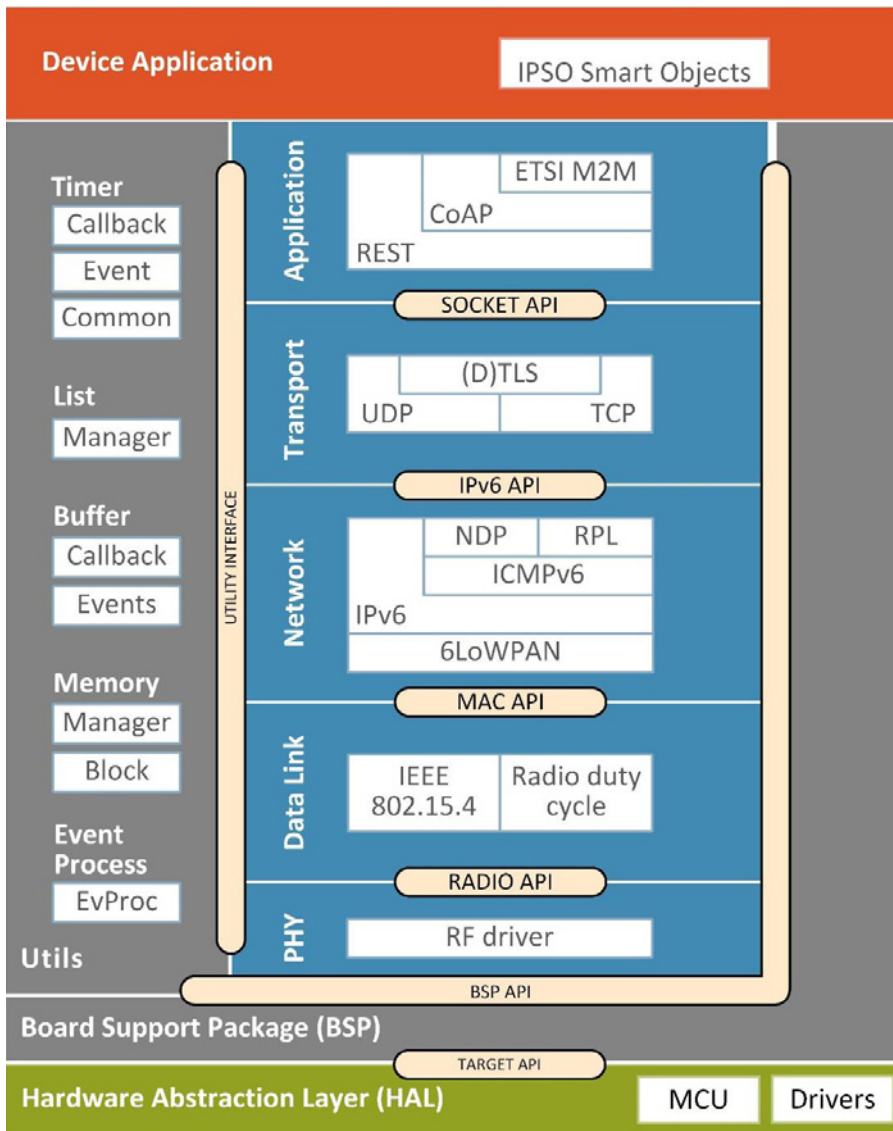 Device Application
IPSO Smart Objects
Timer
Callback
Event
Common
List
Manager
Buffer
Callback
Events
Memory
Manager
Block
Event
Process
EvProc
Utils
UTILITY INTERFACE
Application
ETSI M2M
CoAP
REST
SOCKET API
Transport
(D)TLS
UDP
TCP
IPv6 API
Network
NDP
RPL
ICMPv6
IPv6
6LoWPAN
MAC API
Data Link
IEEE
802.15.4
Radio duty
cycle
RADIO API
PHY
RF driver
BSP API
Board Support Package (BSP)
TARGET API
Hardware Abstraction Layer (HAL)
MCU
Drivers